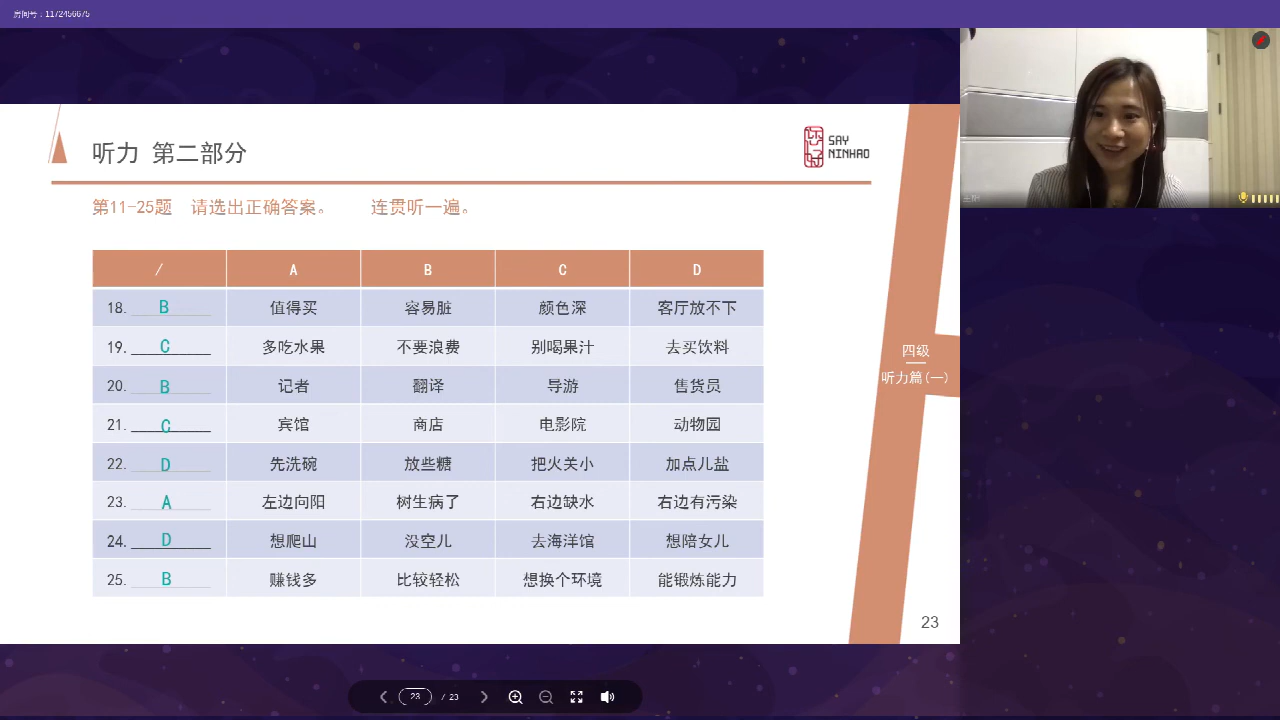 房间号：1172456675
听力 第二部分
SAY
NINHAO
第11-25题 请选出正确答案。 连贯听一遍。
/ A B C D
18. B 值得买 容易脏 颜色深 客厅放不下
19. C 多吃水果 不要浪费 别喝果汁 去买饮料
20. B 记者 翻译 导游 售货员
21. C 宾馆 商店 电影院 动物园
22. D 先洗碗 放些糖 把火关小 加点儿盐
23. A 左边向阳 树生病了 右边缺水 右边有污染
24. D 想爬山 没空儿 去海洋馆 想陪女儿
25. B 赚钱多 比较轻松 想换个环境 能锻炼能力
四级
听力篇(一)
23
23 / 23